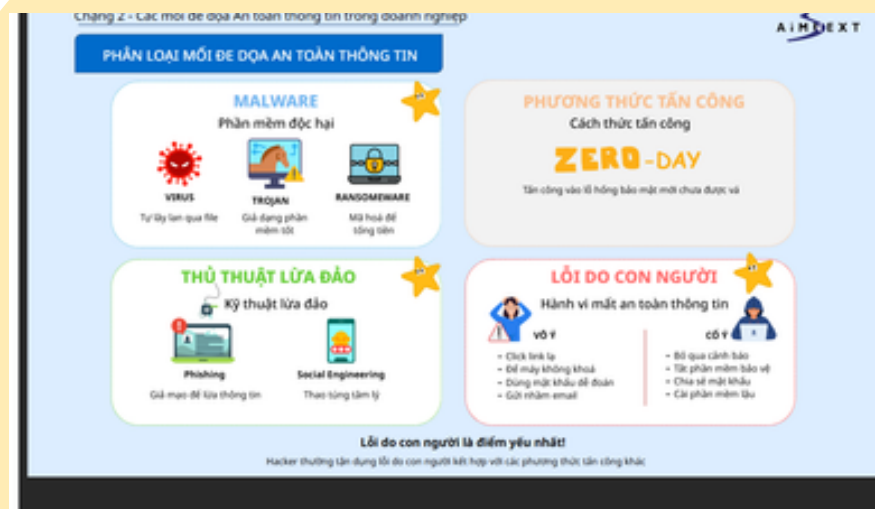 Chặng 2 - Các mối đe dọa An toàn thông tin trong doanh nghiệp
AIMNEXT
PHÂN LOẠI MỐI ĐE DỌA AN TOÀN THÔNG TIN
MALWARE
Phần mềm độc hại
VIRUS
Tự lây lan qua file
TROJAN
Giả dạng phần
mềm tốt
RANSOMEWARE
Mã hoá để
tống tiền
PHƯƠNG THỨC TẤN CÔNG
Cách thức tấn công
ZERO-DAY
Tấn công vào lỗ hổng bảo mật mới chưa được vá
THỦ THUẬT LỪA ĐẢO
Kỹ thuật lừa đảo
Phishing
Giả mạo để lừa thông tin
Social Engineering
Thao túng tâm lý
LỖI DO CON NGƯỜI
Hành vi mất an toàn thông tin
VÔ Ý
- Click link lạ
- Để máy không khoá
- Dùng mật khẩu dễ đoán
- Gửi nhầm email
CỐ Ý
- Bỏ qua cảnh báo
- Tắt phần mềm bảo vệ
- Chia sẻ mật khẩu
- Cài phần mềm lậu
Lỗi do con người là điểm yếu nhất!
Hacker thường tận dụng lỗi do con người kết hợp với các phương thức tấn công khác